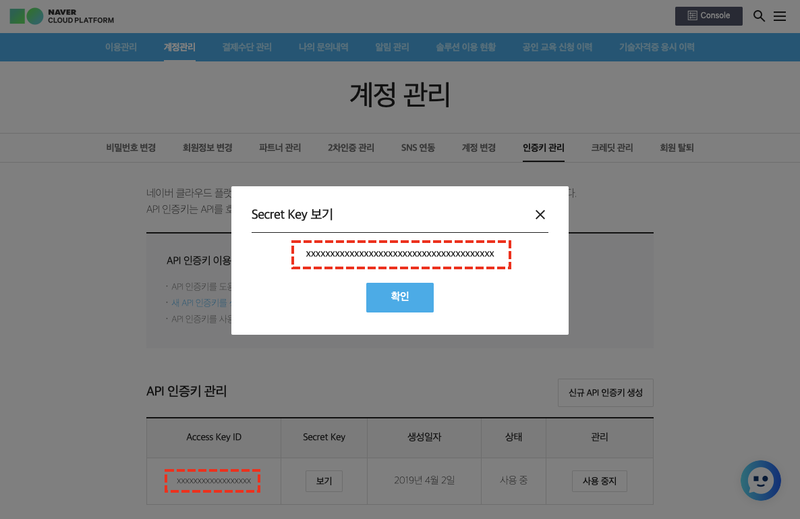 NAVER
CLOUD PLATFORM
Console
이용관리 계정관리 결제수단 관리 나의 문의내역 알림 관리 솔루션 이용 현황 공인 교육 신청 이력 기술자격증 응시 이력
계정 관리
비밀번호 변경 회원정보 변경 파트너 관리 2차인증 관리 SNS 연동 계정 변경 인증키 관리 크레딧 관리 회원 탈퇴
네이버 클라우드 플랫
API 인증키는 API를 호
Secret Key 보기
xxxxxxxxxxxxxxxxxxxxxxxxxxxxxxxxxxxxxxxx
확인
API 인증키 이용
- API 인증키를 도용
- 새 API 인증키를
- API 인증키를 사용
API 인증키 관리
신규 API 인증키 생성
Access Key ID Secret Key 생성일자 상태 관리
xxxxxxxxxxxxxxxxxx 보기 2019년 4월 2일 사용 중 사용 중지